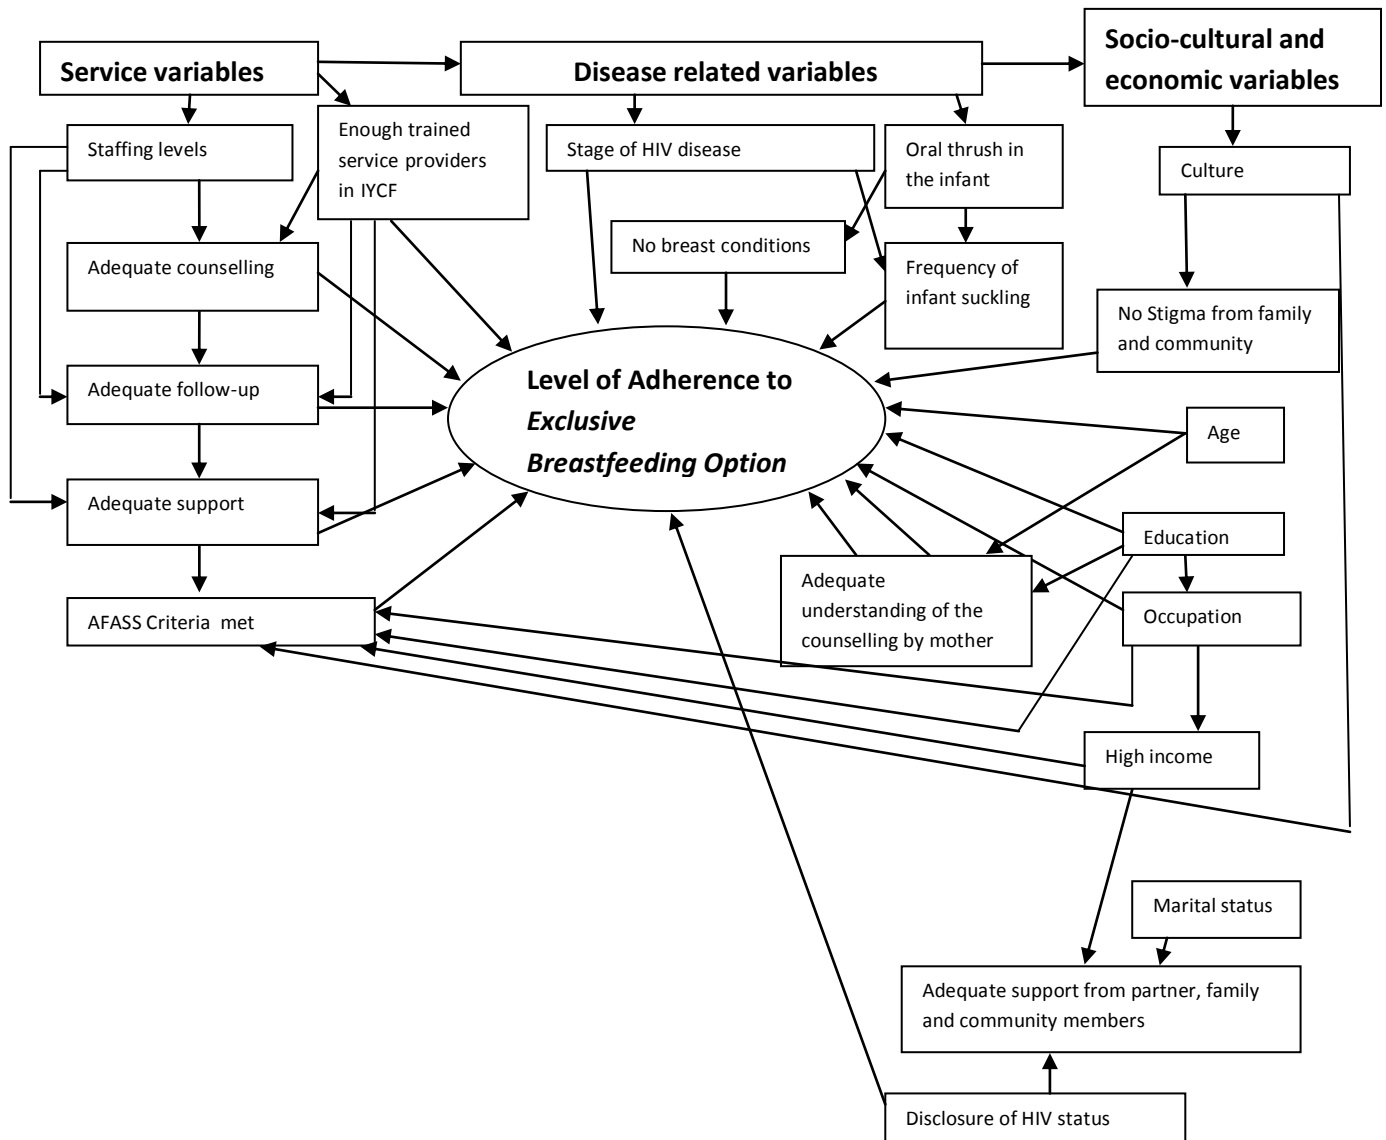 Service variables
Disease related variables
Socio-cultural and
economic variables
Staffing levels
Enough trained
service providers
in IYCF
Stage of HIV disease
Oral thrush in
the infant
Culture
Adequate counselling
No breast conditions
Frequency of
infant suckling
No Stigma from family
and community
Adequate follow-up
Level of Adherence to
Exclusive
Breastfeeding Option
Age
Adequate support
Education
Adequate
understanding of the
counselling by mother
AFASS Criteria met
Occupation
High income
Marital status
Adequate support from partner, family
and community members
Disclosure of HIV status